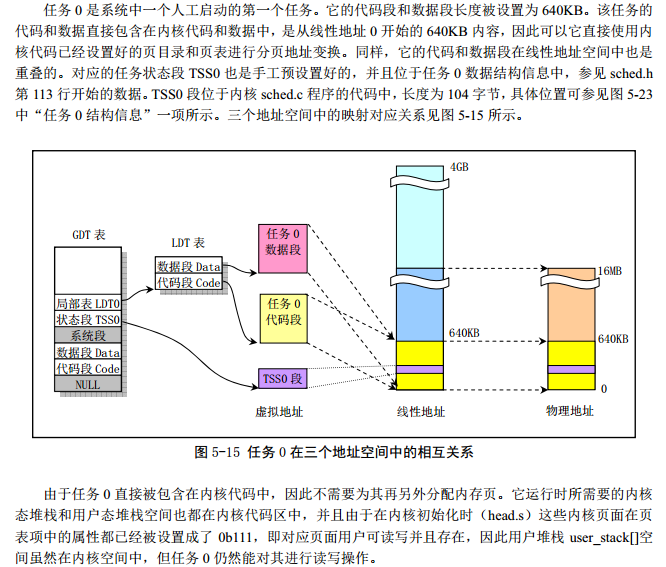 任务 0 是系统中一个人工启动的第一个任务。它的代码段和数据段长度被设置为 640KB。该任务的
代码和数据直接包含在内核代码和数据中，是从线性地址 0 开始的 640KB 内容，因此可以它直接使用内
核代码已经设置好的页目录和页表进行分页地址变换。同样，它的代码和数据段在线性地址空间中也是
重叠的。对应的任务状态段 TSS0 也是手工预设置好的，并且位于任务 0 数据结构信息中，参见 sched.h
第 113 行开始的数据。TSS0 段位于内核 sched.c 程序的代码中，长度为 104 字节，具体位置可参见图 5-23
中“任务 0 结构信息”一项所示。三个地址空间中的映射对应关系见图 5-15 所示。
4GB
GDT 表
LDT 表
任务 0
数据段
数据段 Data
代码段 Code
16MB
局部表 LDT0
状态段 TSS0
系统段
数据段 Data
代码段 Code
NULL
任务 0
代码段
640KB
640KB
TSS0 段
0
虚拟地址
线性地址
物理地址
图 5-15 任务 0 在三个地址空间中的相互关系
由于任务 0 直接被包含在内核代码中，因此不需要为其再另外分配内存页。它运行时所需要的内核
态堆栈和用户态堆栈空间也都在内核代码区中，并且由于在内核初始化时（head.s）这些内核页面在页
表项中的属性都已经被设置成了 0b111，即对应页面用户可读写并且存在，因此用户堆栈 user_stack[]空
间虽然在内核空间中，但任务 0 仍然能对其进行读写操作。